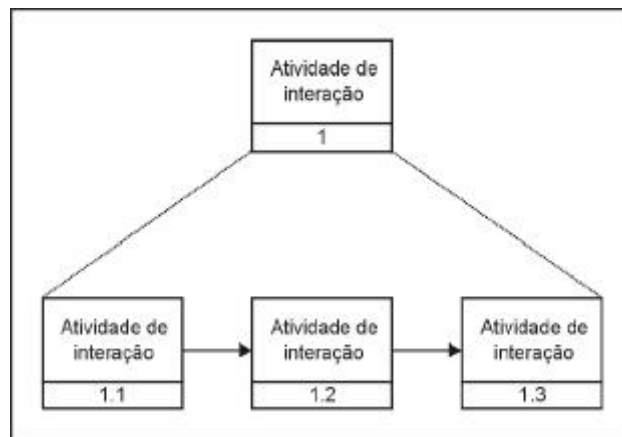 Atividade de
interação
1
Atividade de
interação
1.1
Atividade de
interação
1.2
Atividade de
interação
1.3